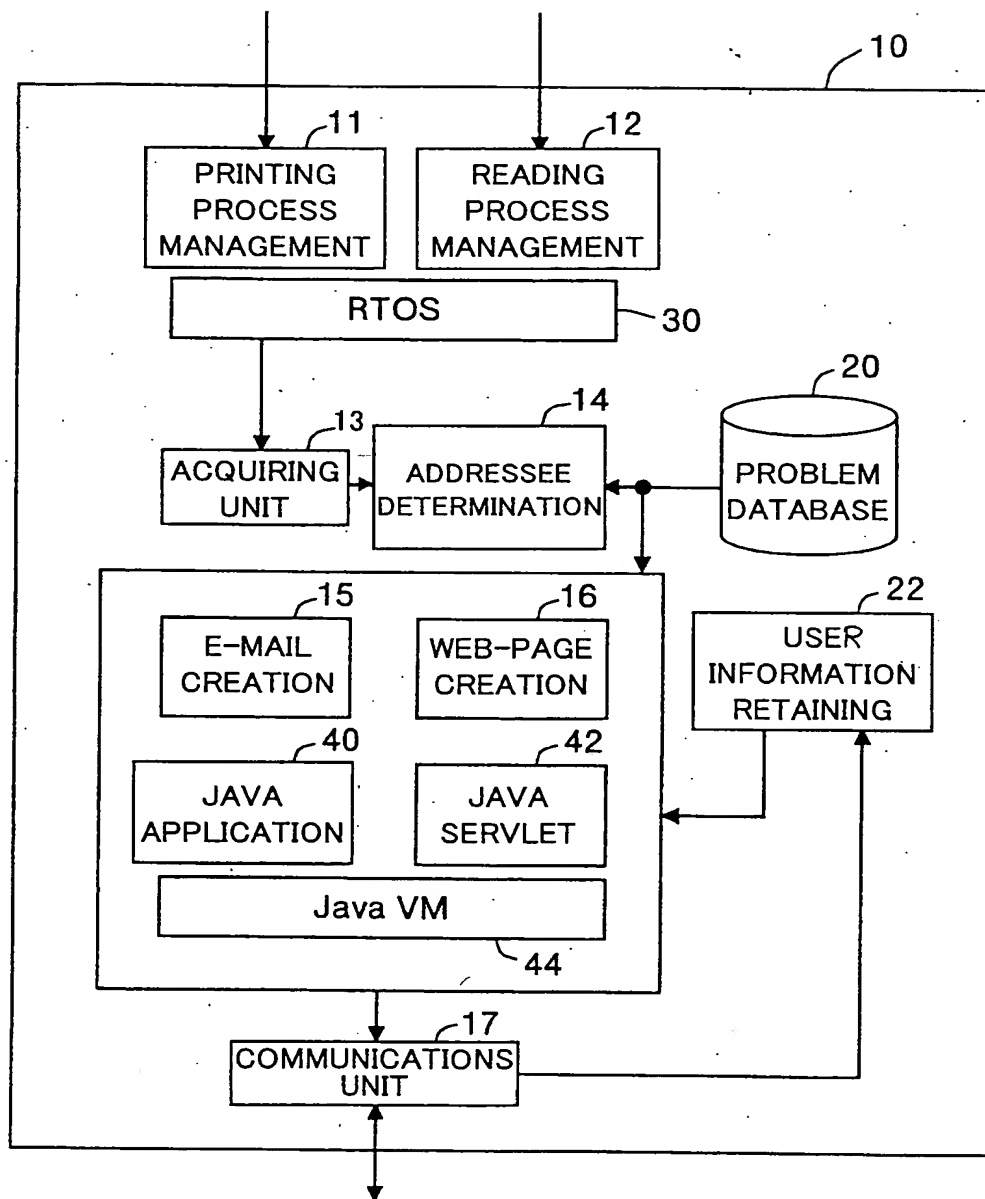 10
11
12
PRINTING
PROCESS
MANAGEMENT
READING
PROCESS
MANAGEMENT
RTOS
30
20
13
14
ACQUIRING
UNIT
ADDRESSEE
DETERMINATION
PROBLEM
DATABASE
15
16
22
E-MAIL
CREATION
WEB-PAGE
CREATION
USER
INFORMATION
RETAINING
40
42
JAVA
APPLICATION
JAVA
SERVLET
Java VM
44
17
COMMUNICATIONS
UNIT